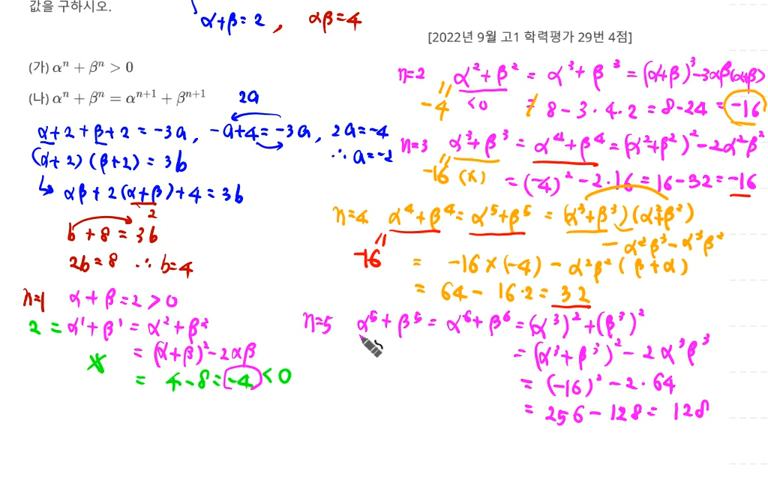 값을 구하시오.
α+β=2, αβ=4
[2022년 9월 고1 학력평가 29번 4점]
(가) αⁿ + βⁿ > 0
(나) αⁿ + βⁿ = αⁿ⁺¹ + βⁿ⁺¹
2a
α+2+β+2 = -3a, -a+4 = -3a, 2a=-4
∴ a=-2
(α+2)(β+2) = 3b
↳ αβ+2(α+β)+4 = 3b
2
b+8 = 3b
2b=8 ∴ b=4
n=1 α+β=2>0
2 = α¹+β¹ = α²+β²
= (α+β)²-2αβ
= 4-8 = -4 < 0
n=2 α²+β² = α³+β³ = (α+β)³-3αβ(α+β)
-4 <0 = 8-3·4·2 = 8-24 = -16
n=3 α³+β³ = α⁴+β⁴ = (α²+β²)²-2α²β²
-16 (x) = (-4)²-2·16 = 16-32 = -16
n=4 α⁴+β⁴ = α⁵+β⁵ = (α³+β³)(α²+β²)
-α²β³-α³β²
-16 = -16×(-4)-α²β²(β+α)
= 64-16·2 = 32
n=5 α⁵+β⁵ = α⁶+β⁶ = (α³)²+(β³)²
= (α³+β³)²-2α³β³
= (-16)²-2·64
= 256-128 = 128